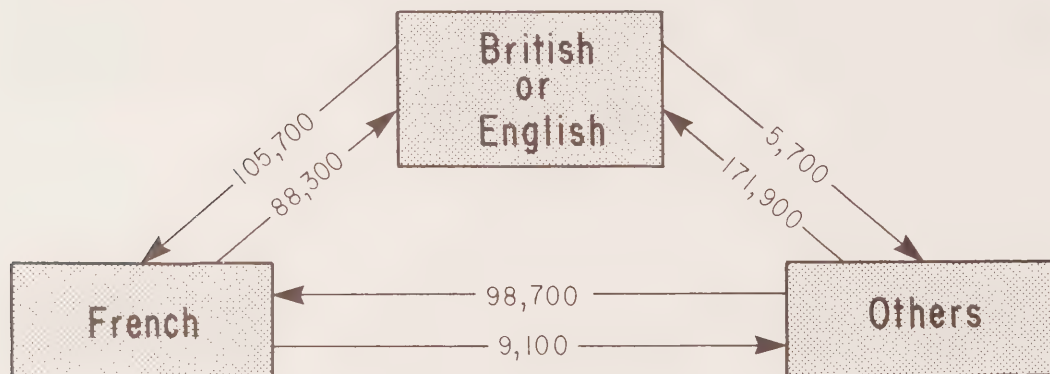 British
or
English
105,700
88,300
5,700
171,900
French
98,700
9,100
Others